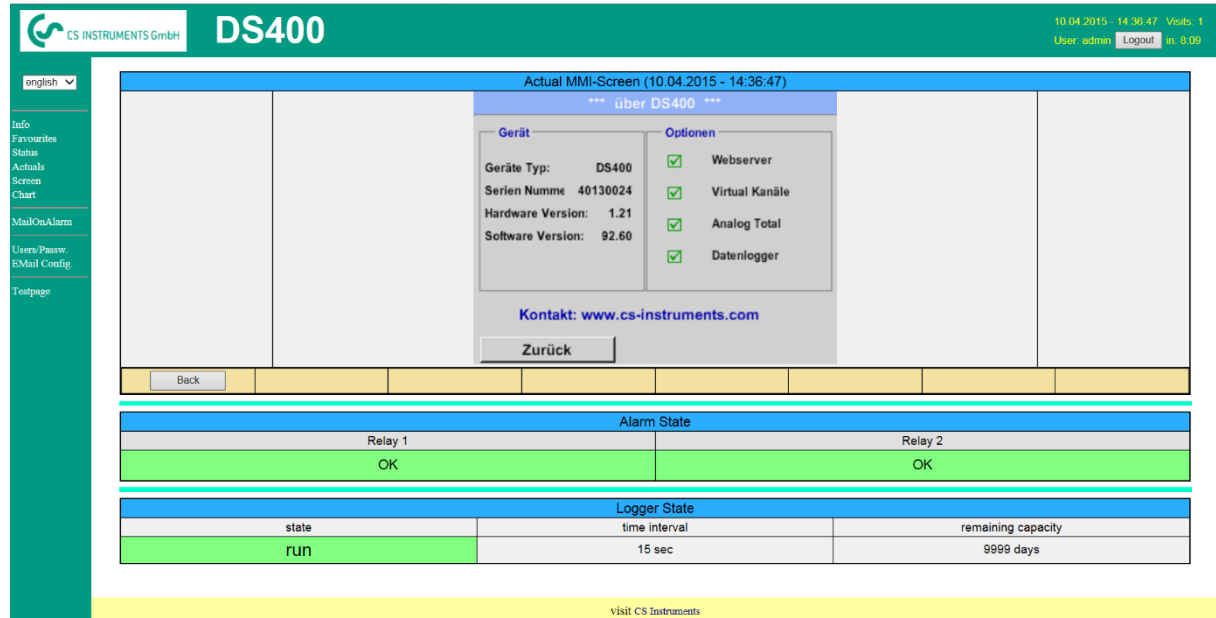 CS INSTRUMENTS GmbH
DS400
10.04.2015 - 14:36:47 Visits: 1
User: admin Logout in: 8:09
english
Info
Favourites
Status
Actuals
Screen
Chart
MailOnAlarm
Users/Passw.
EMail Config.
Testpage
Actual MMI-Screen (10.04.2015 - 14:36:47)
*** über DS400 ***
Gerät
Geräte Typ: DS400
Serien Numme 40130024
Hardware Version: 1.21
Software Version: 92.60
Optionen
Webserver
Virtual Kanäle
Analog Total
Datenlogger
Kontakt: www.cs-instruments.com
Zurück
Back
Alarm State
Relay 1 Relay 2
OK OK
Logger State
state time interval remaining capacity
run 15 sec 9999 days
visit CS Instruments